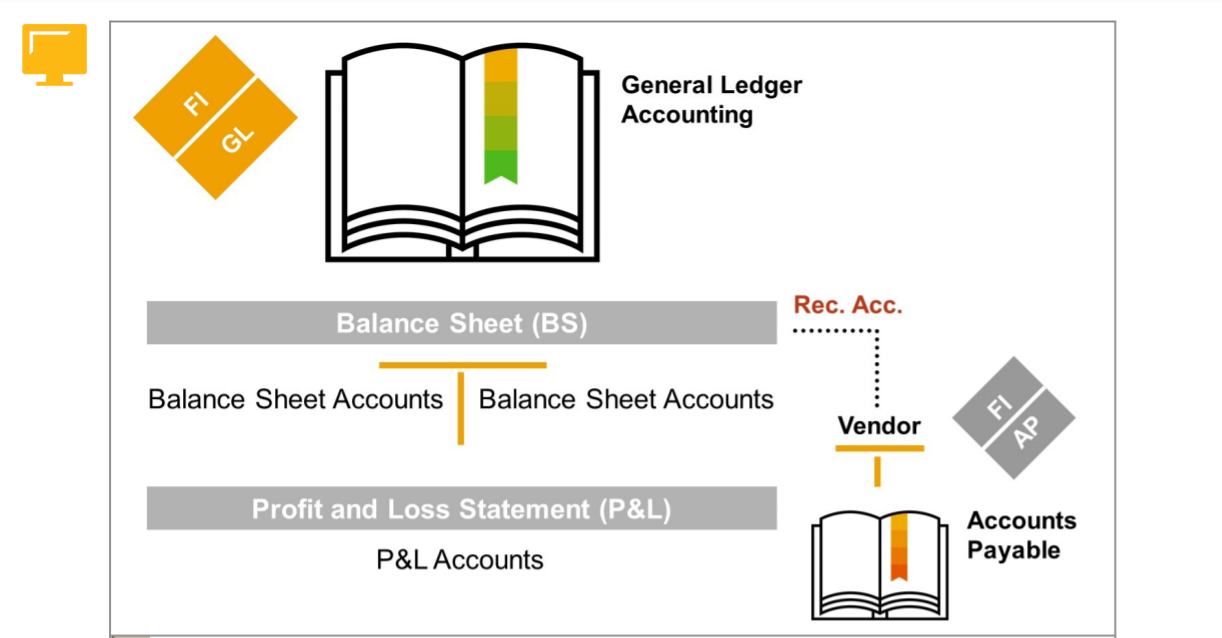 FI
GL
General Ledger
Accounting
Balance Sheet (BS)
Rec. Acc.
Balance Sheet Accounts
Balance Sheet Accounts
Vendor
FI
AP
Profit and Loss Statement (P&L)
P&L Accounts
Accounts
Payable